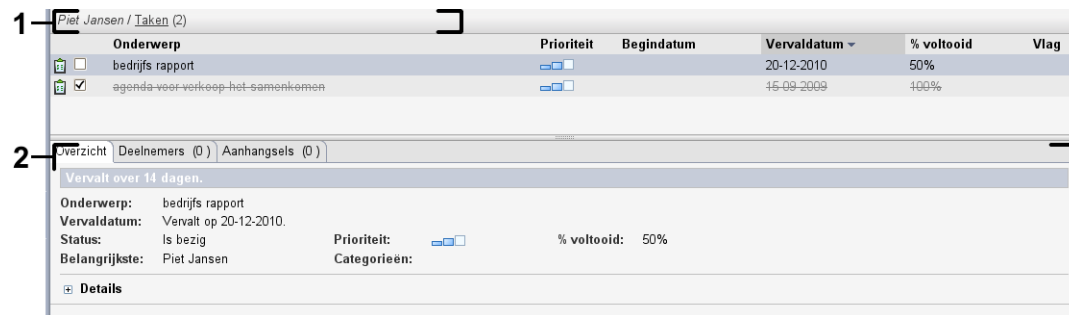 1
Piet Jansen / Taken (2)
Onderwerp Prioriteit Begindatum Vervaldatum % voltooid Vlag
bedrijfs rapport 20-12-2010 50%
agenda voor verkoop het samenkomen 15-09-2009 100%
2
Overzicht Deelnemers (0) Aanhangsels (0)
Vervalt over 14 dagen.
Onderwerp: bedrijfs rapport
Vervaldatum: Vervalt op 20-12-2010.
Status: Is bezig Prioriteit: % voltooid: 50%
Belangrijkste: Piet Jansen Categorieën:
Details